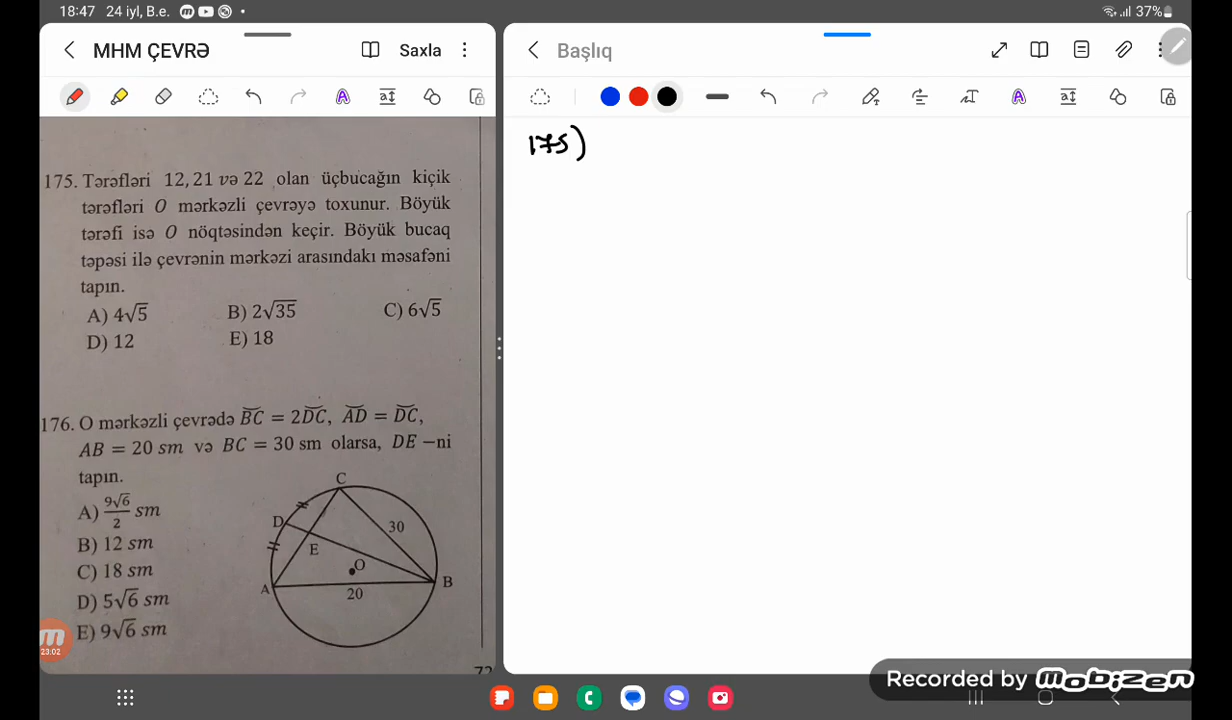 18:47 24 iyl, B.e.
37%
MHM ÇEVRƏ
Saxla
Başlıq
175)
175. Tərəfləri 12, 21 və 22 olan üçbucağın kiçik
tərəfləri O mərkəzli çevrəyə toxunur. Böyük
tərəfi isə O nöqtəsindən keçir. Böyük bucaq
təpəsi ilə çevrənin mərkəzi arasındakı məsafəni
tapın.
A) 4√5 B) 2√35 C) 6√5
D) 12 E) 18
176. O mərkəzli çevrədə B͝C = 2D͝C, A͝D = D͝C,
AB = 20 sm və BC = 30 sm olarsa, DE −ni
tapın.
A) 9√6/2 sm
B) 12 sm
C) 18 sm
D) 5√6 sm
E) 9√6 sm
C
D
30
E
O
A
B
20
23:02
72
Recorded by mobizen